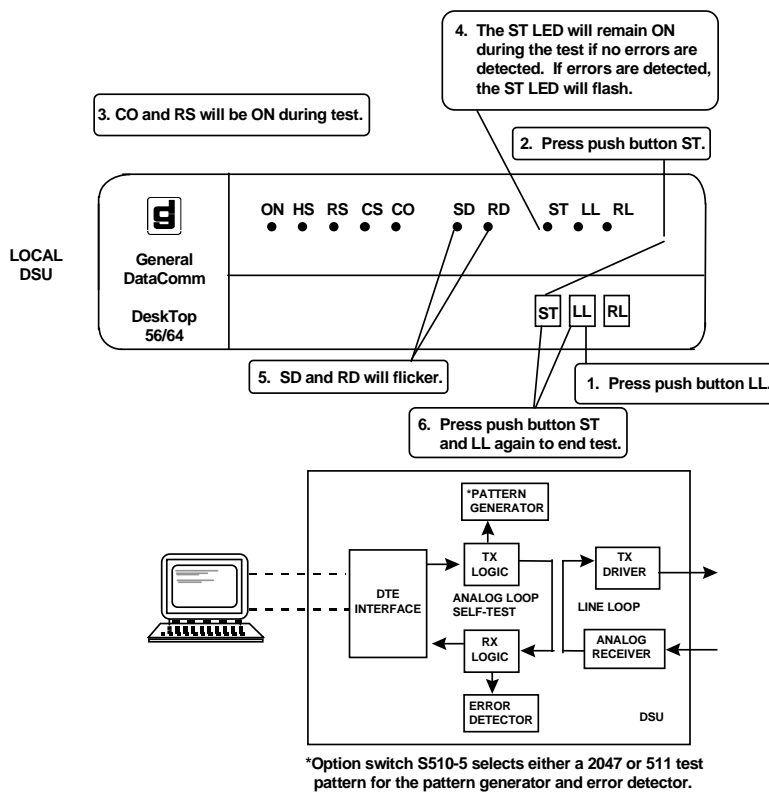 4. The ST LED will remain ON
during the test if no errors are
detected. If errors are detected,
the ST LED will flash.
3. CO and RS will be ON during test.
2. Press push button ST.
LOCAL
DSU
General
DataComm
DeskTop
56/64
ON HS RS CS CO SD RD ST LL RL
ST LL RL
5. SD and RD will flicker.
1. Press push button LL.
6. Press push button ST
and LL again to end test.
*PATTERN
GENERATOR
DTE
INTERFACE
TX
LOGIC
TX
DRIVER
ANALOG LOOP
SELF-TEST
LINE LOOP
RX
LOGIC
ANALOG
RECEIVER
ERROR
DETECTOR
DSU
*Option switch S510-5 selects either a 2047 or 511 test
pattern for the pattern generator and error detector.